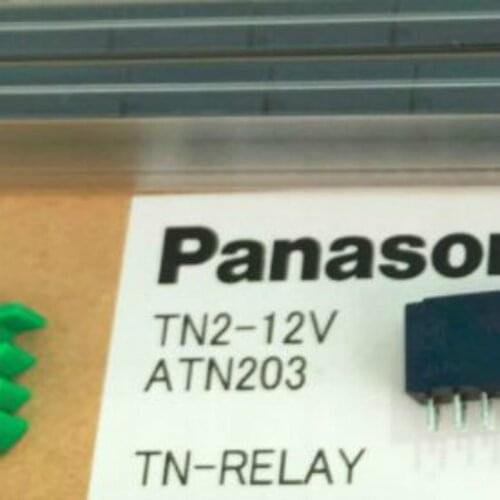 Panaso
TN2-12V
ATN203
TN-RELAY